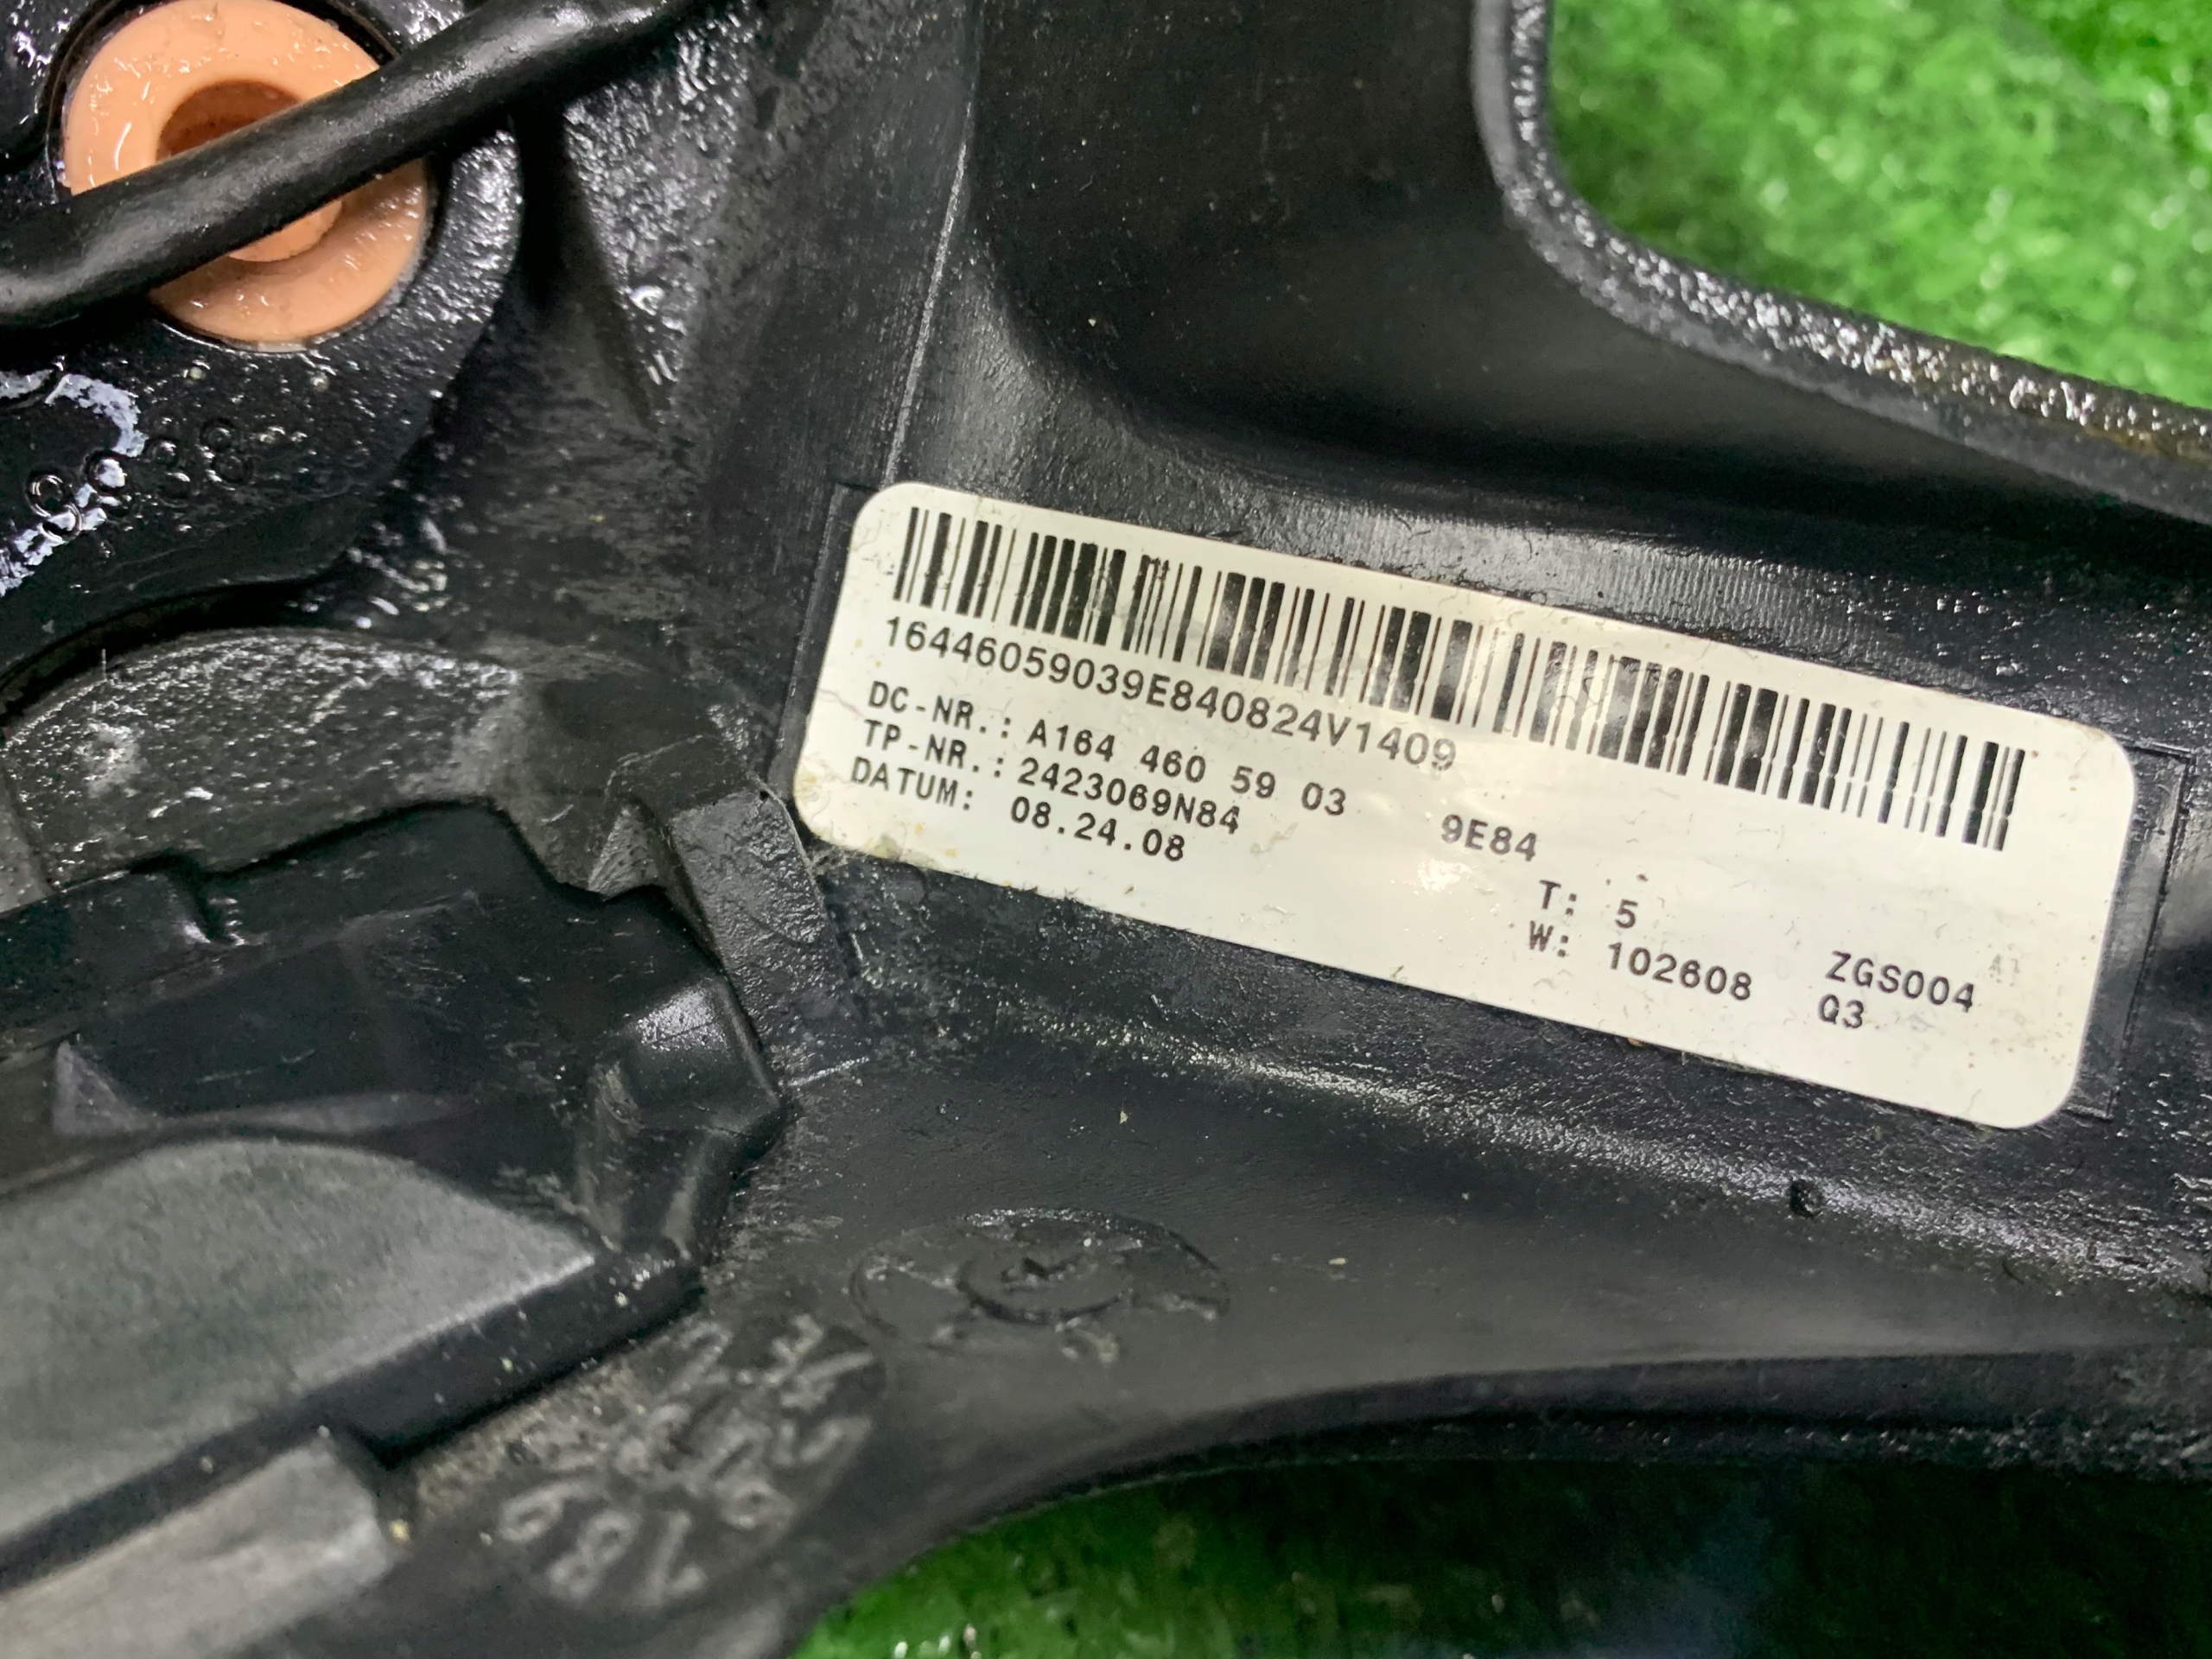 16446059039E840824V1409
DC-NR.: A164 460 59 03 9E84
TP-NR.: 2423069N84 T: 5 ZGS004
DATUM: 08.24.08 W: 102608 Q3